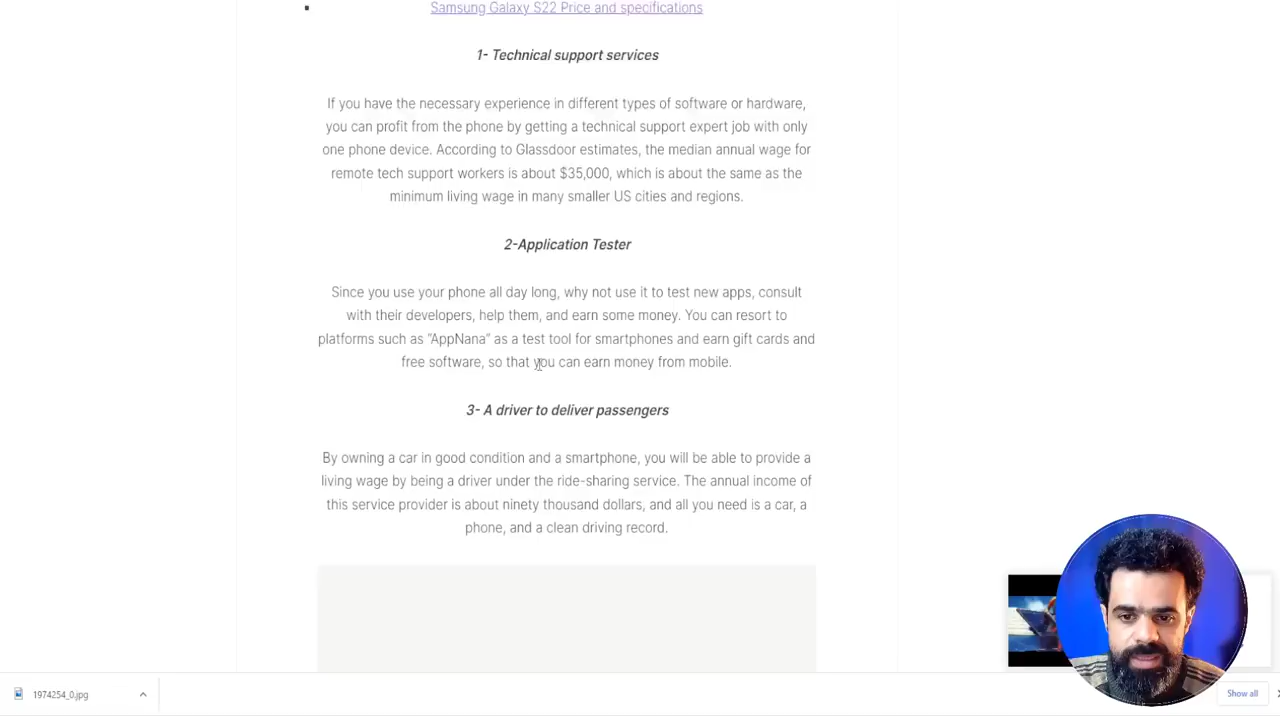 Samsung Galaxy S22 Price and specifications
1- Technical support services
If you have the necessary experience in different types of software or hardware,
you can profit from the phone by getting a technical support expert job with only
one phone device. According to Glassdoor estimates, the median annual wage for
remote tech support workers is about $35,000, which is about the same as the
minimum living wage in many smaller US cities and regions.
2-Application Tester
Since you use your phone all day long, why not use it to test new apps, consult
with their developers, help them, and earn some money. You can resort to
platforms such as “AppNana” as a test tool for smartphones and earn gift cards and
free software, so that you can earn money from mobile.
3- A driver to deliver passengers
By owning a car in good condition and a smartphone, you will be able to provide a
living wage by being a driver under the ride-sharing service. The annual income of
this service provider is about ninety thousand dollars, and all you need is a car, a
phone, and a clean driving record.
1974254_0.jpg
Show all